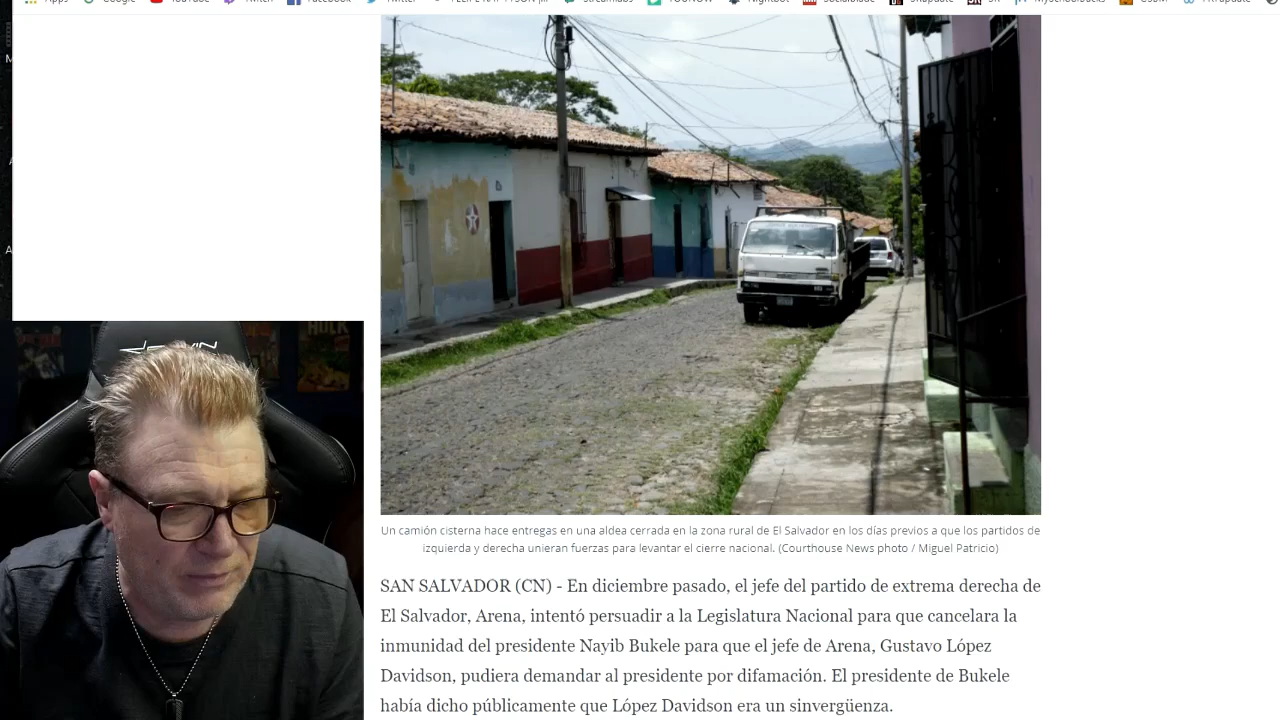 Un camión cisterna hace entregas en una aldea cerrada en la zona rural de El Salvador en los días previos a que los partidos de
izquierda y derecha unieran fuerzas para levantar el cierre nacional. (Courthouse News photo / Miguel Patricio)
SAN SALVADOR (CN) - En diciembre pasado, el jefe del partido de extrema derecha de
El Salvador, Arena, intentó persuadir a la Legislatura Nacional para que cancelara la
inmunidad del presidente Nayib Bukele para que el jefe de Arena, Gustavo López
Davidson, pudiera demandar al presidente por difamación. El presidente de Bukele
había dicho públicamente que López Davidson era un sinvergüenza.